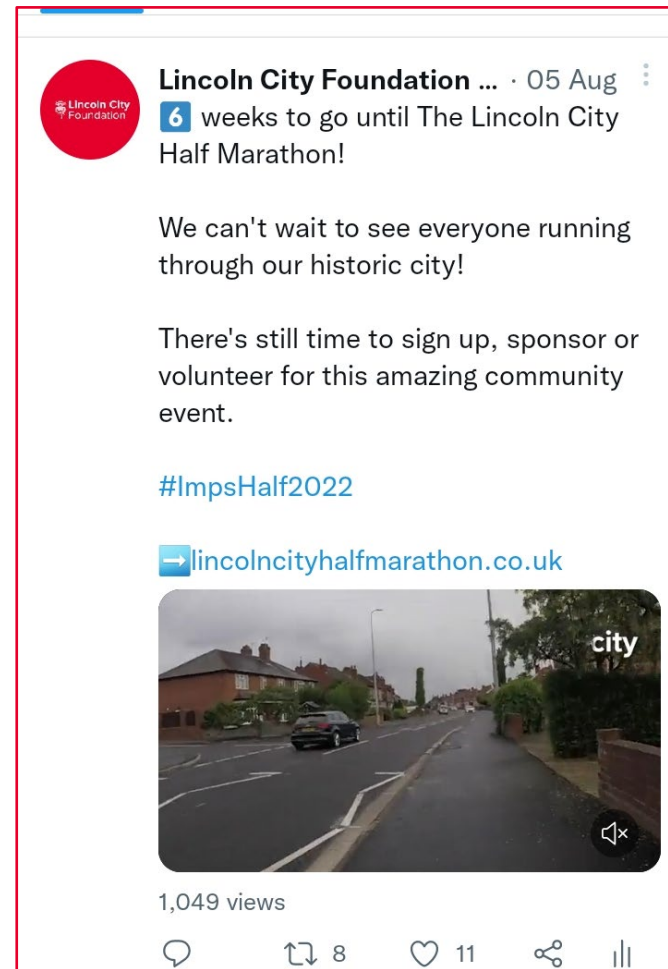 Lincoln City
Foundation
Lincoln City Foundation ... · 05 Aug
6️⃣ weeks to go until The Lincoln City
Half Marathon!
We can't wait to see everyone running
through our historic city!
There's still time to sign up, sponsor or
volunteer for this amazing community
event.
#ImpsHalf2022
➡️lincolncityhalfmarathon.co.uk
city
1,049 views
8
11